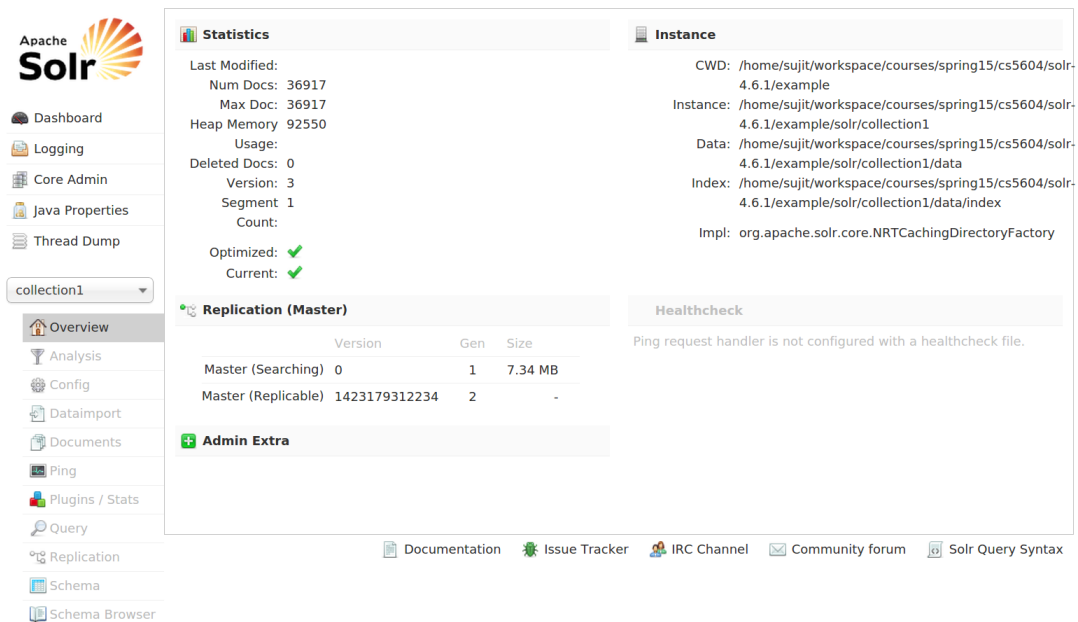 Apache
Solr
Dashboard
Logging
Core Admin
Java Properties
Thread Dump
collection1
Overview
Analysis
Config
Dataimport
Documents
Ping
Plugins / Stats
Query
Replication
Schema
Schema Browser
Statistics
Last Modified:
Num Docs: 36917
Max Doc: 36917
Heap Memory 92550
Usage:
Deleted Docs: 0
Version: 3
Segment 1
Count:
Optimized:
Current:
Instance
CWD: /home/sujit/workspace/courses/spring15/cs5604/solr-
4.6.1/example
Instance: /home/sujit/workspace/courses/spring15/cs5604/solr-
4.6.1/example/solr/collection1
Data: /home/sujit/workspace/courses/spring15/cs5604/solr-
4.6.1/example/solr/collection1/data
Index: /home/sujit/workspace/courses/spring15/cs5604/solr-
4.6.1/example/solr/collection1/data/index
Impl: org.apache.solr.core.NRTCachingDirectoryFactory
Replication (Master)
Version Gen Size
Master (Searching) 0 1 7.34 MB
Master (Replicable) 1423179312234 2 -
Healthcheck
Ping request handler is not configured with a healthcheck file.
Admin Extra
Documentation Issue Tracker IRC Channel Community forum Solr Query Syntax